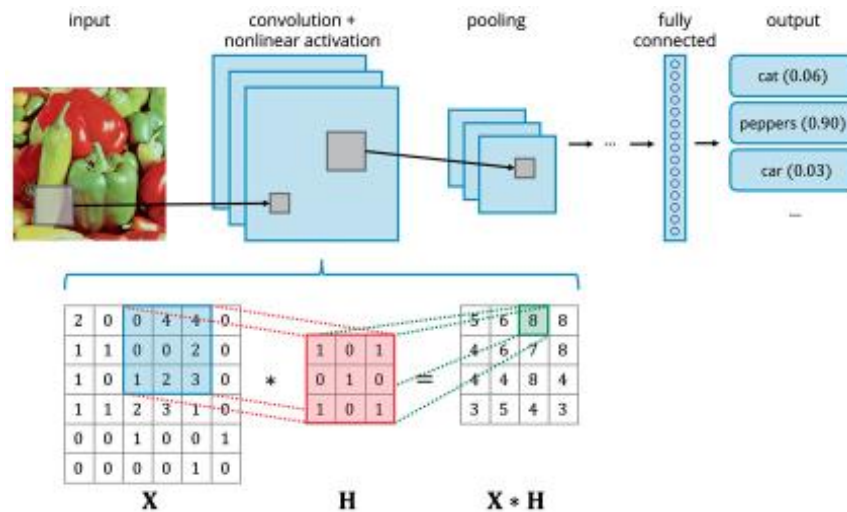 input
convolution +
nonlinear activation
pooling
fully
connected
output
cat (0.06)
peppers (0.90)
car (0.03)
...
...
2 0 0 4 4 0
1 1 0 0 2 0
1 0 1 2 3 0
1 1 2 3 1 0
0 0 1 0 0 1
0 0 0 0 1 0
*
1 0 1
0 1 0
1 0 1
=
5 6 8 8
4 6 7 8
4 4 8 4
3 5 4 3
X
H
X * H